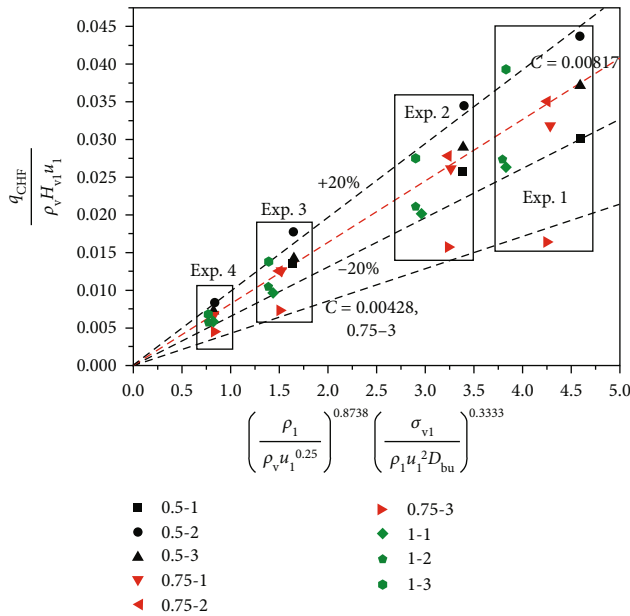 0.045
0.040
0.035
0.030
0.025
0.020
0.015
0.010
0.005
0.000
q_CHF
ρ_v H_v1 u_1
Exp. 4
Exp. 3
Exp. 2
Exp. 1
+20%
−20%
C = 0.00817
C = 0.00428,
0.75–3
0.0 0.5 1.0 1.5 2.0 2.5 3.0 3.5 4.0 4.5 5.0
(ρ_1 / ρ_v u_1^0.25)^0.8738 (σ_v1 / ρ_1 u_1^2 D_bu)^0.3333
0.5-1
0.5-2
0.5-3
0.75-1
0.75-2
0.75-3
1-1
1-2
1-3